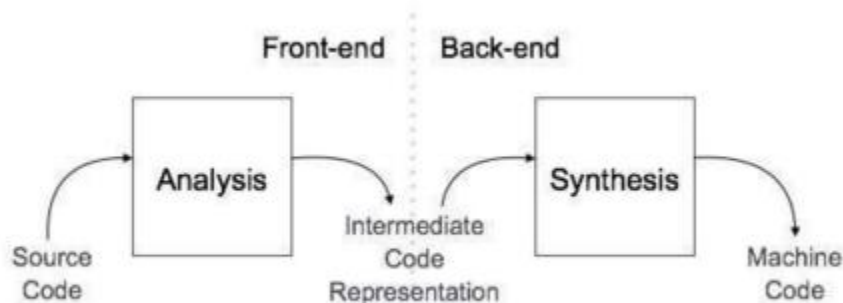 Front-end
Back-end
Analysis
Synthesis
Source
Code
Intermediate
Code
Representation
Machine
Code